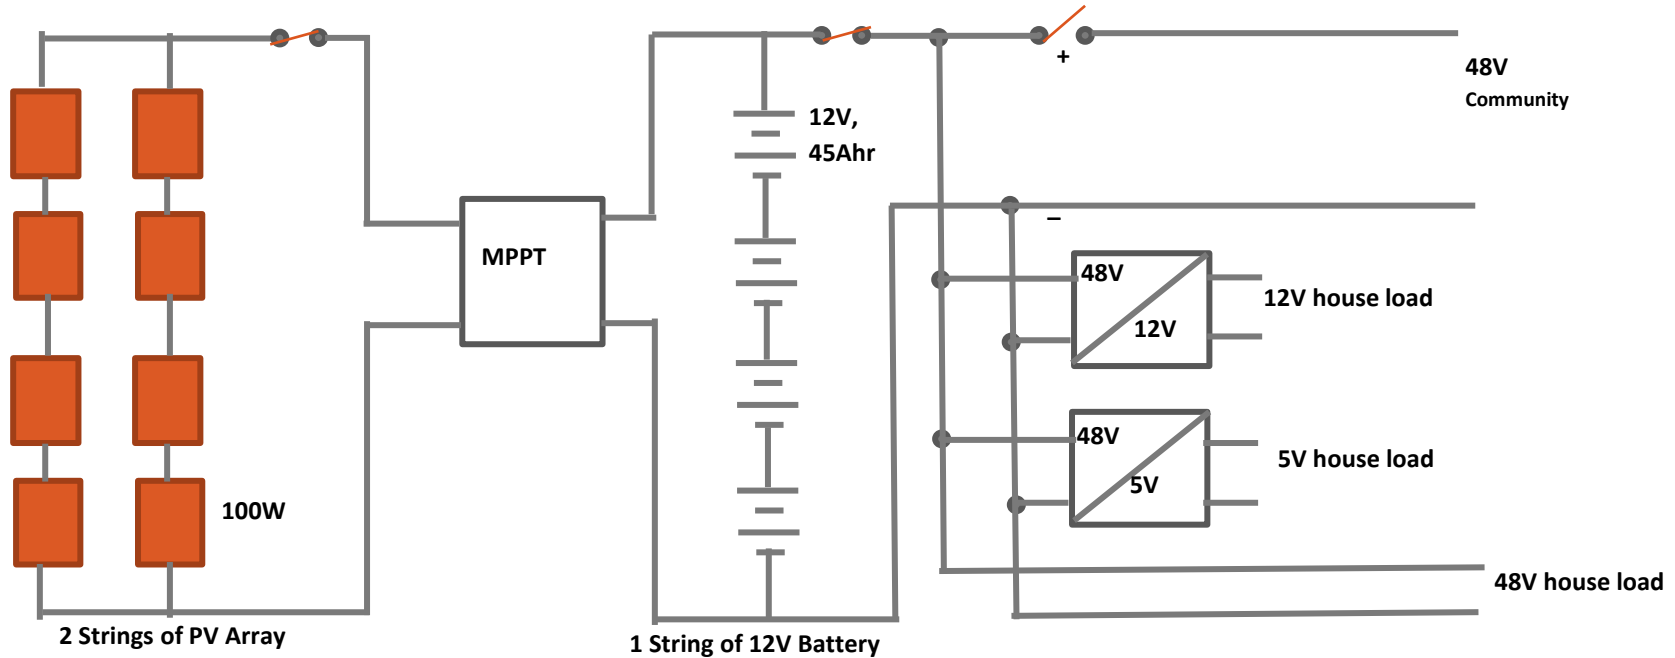 +
48V
Community
12V,
45Ahr
–
MPPT
48V
12V
12V house load
48V
5V
5V house load
100W
48V house load
2 Strings of PV Array
1 String of 12V Battery